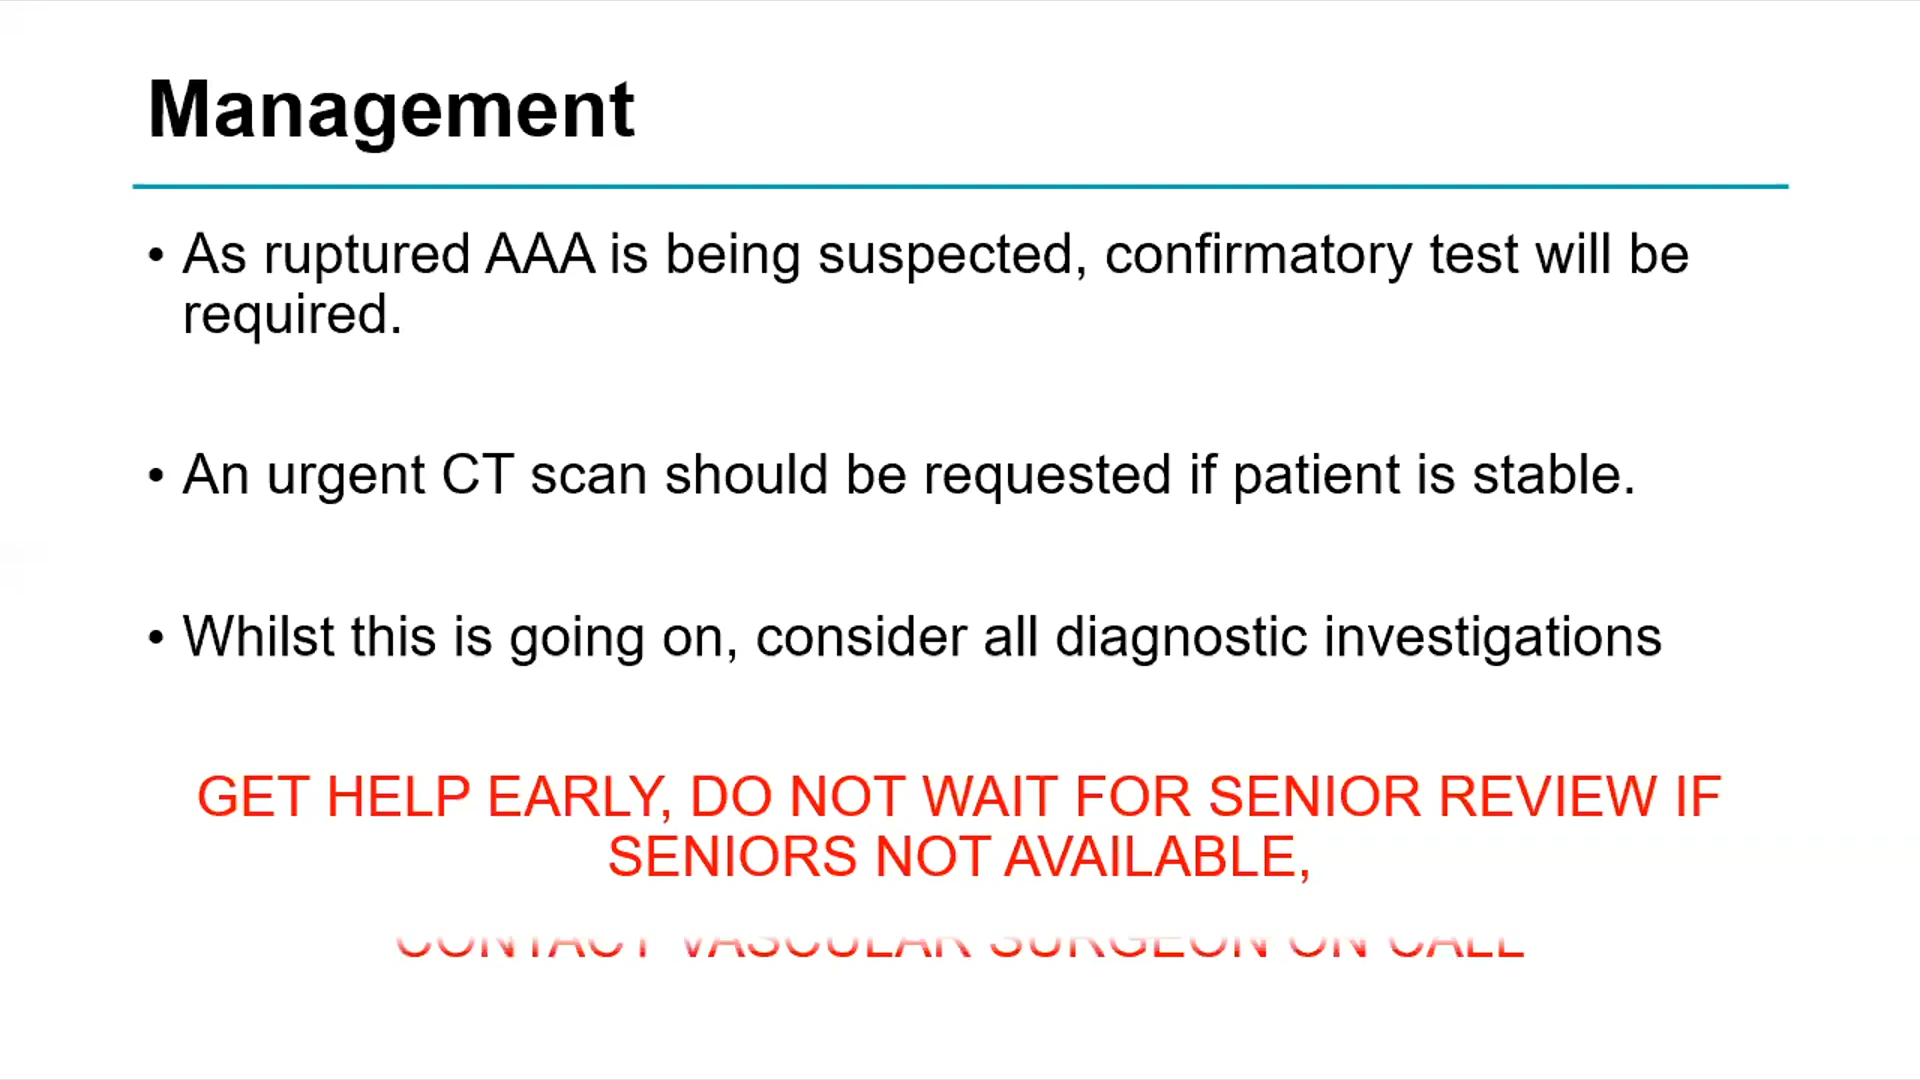 Management
• As ruptured AAA is being suspected, confirmatory test will be
required.
• An urgent CT scan should be requested if patient is stable.
• Whilst this is going on, consider all diagnostic investigations
GET HELP EARLY, DO NOT WAIT FOR SENIOR REVIEW IF
SENIORS NOT AVAILABLE,
CONTACT VASCULAR SURGEON ON CALL